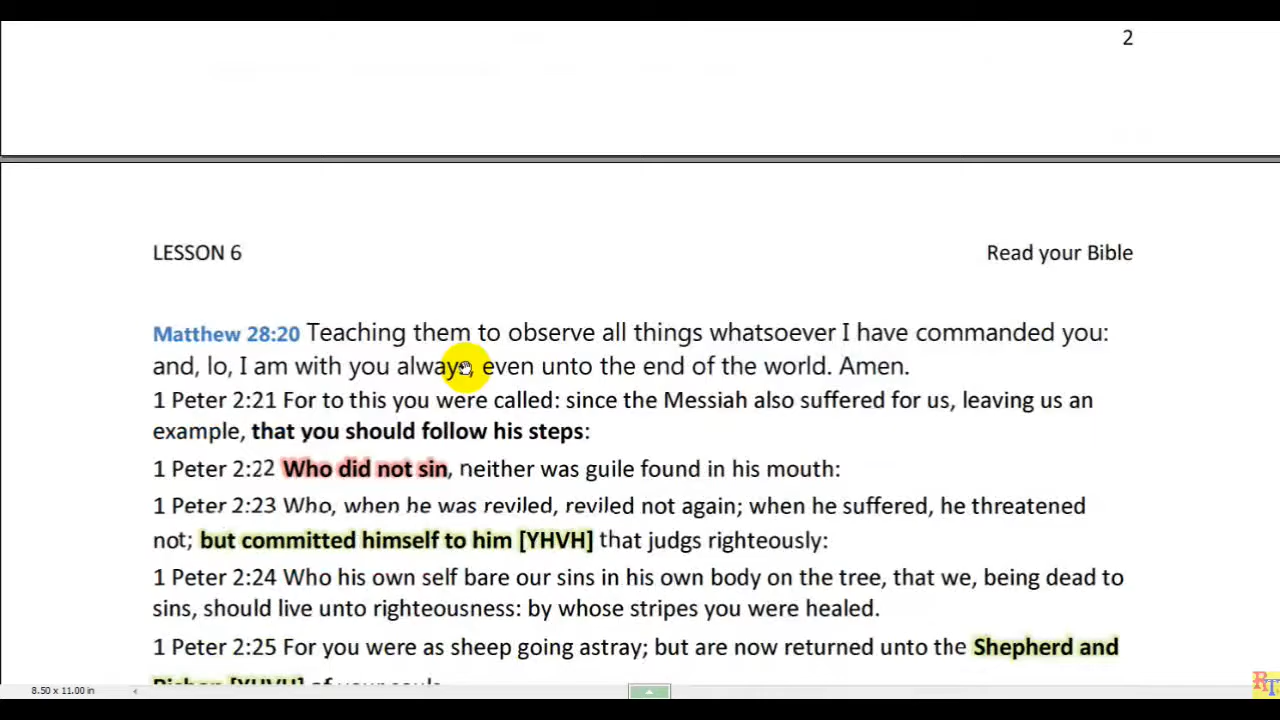 2
LESSON 6 Read your Bible
Matthew 28:20 Teaching them to observe all things whatsoever I have commanded you:
and, lo, I am with you alway, even unto the end of the world. Amen.
1 Peter 2:21 For to this you were called: since the Messiah also suffered for us, leaving us an
example, that you should follow his steps:
1 Peter 2:22 Who did not sin, neither was guile found in his mouth:
1 Peter 2:23 Who, when he was reviled, reviled not again; when he suffered, he threatened
not; but committed himself to him [YHVH] that judgs righteously:
1 Peter 2:24 Who his own self bare our sins in his own body on the tree, that we, being dead to
sins, should live unto righteousness: by whose stripes you were healed.
1 Peter 2:25 For you were as sheep going astray; but are now returned unto the Shepherd and
Bishop [YHVH] of your souls
8.50 x 11.00 in
RT